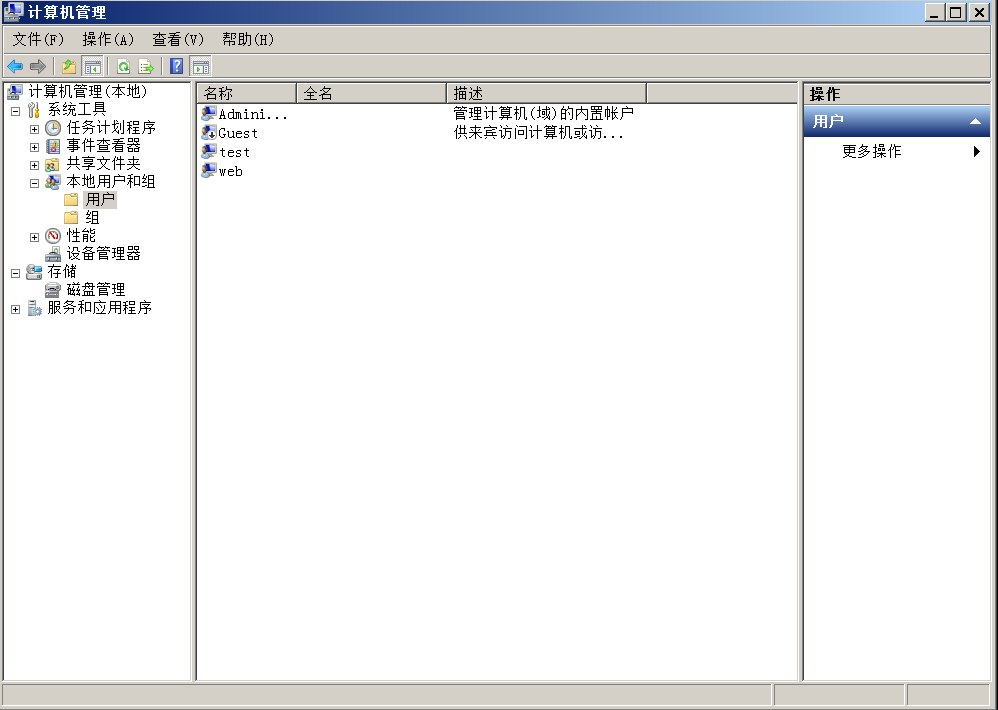 计算机管理
文件(F) 操作(A) 查看(V) 帮助(H)
计算机管理(本地)
系统工具
任务计划程序
事件查看器
共享文件夹
本地用户和组
用户
组
性能
设备管理器
存储
磁盘管理
服务和应用程序
名称 全名 描述
Admini... 管理计算机(域)的内置帐户
Guest 供来宾访问计算机或访...
test
web
操作
用户
更多操作